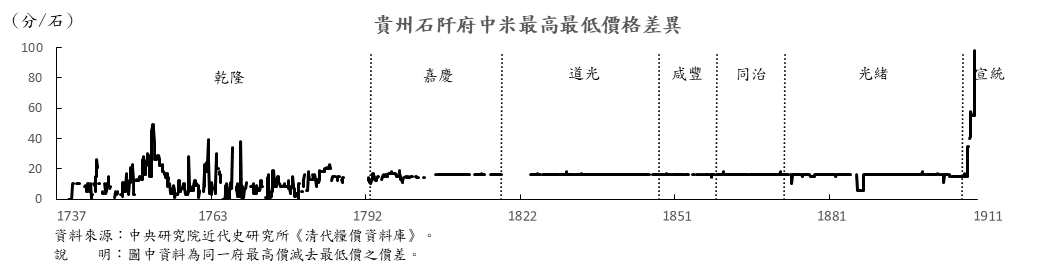 (分/石)
貴州石阡府中米最高最低價格差異
100
80
60
40
20
0
乾隆
嘉慶
道光
咸豐
同治
光緒
宣統
1737
1763
1792
1822
1851
1881
1911
資料來源：中央研究院近代史研究所《清代糧價資料庫》。
說　　明：圖中資料為同一府最高價減去最低價之價差。